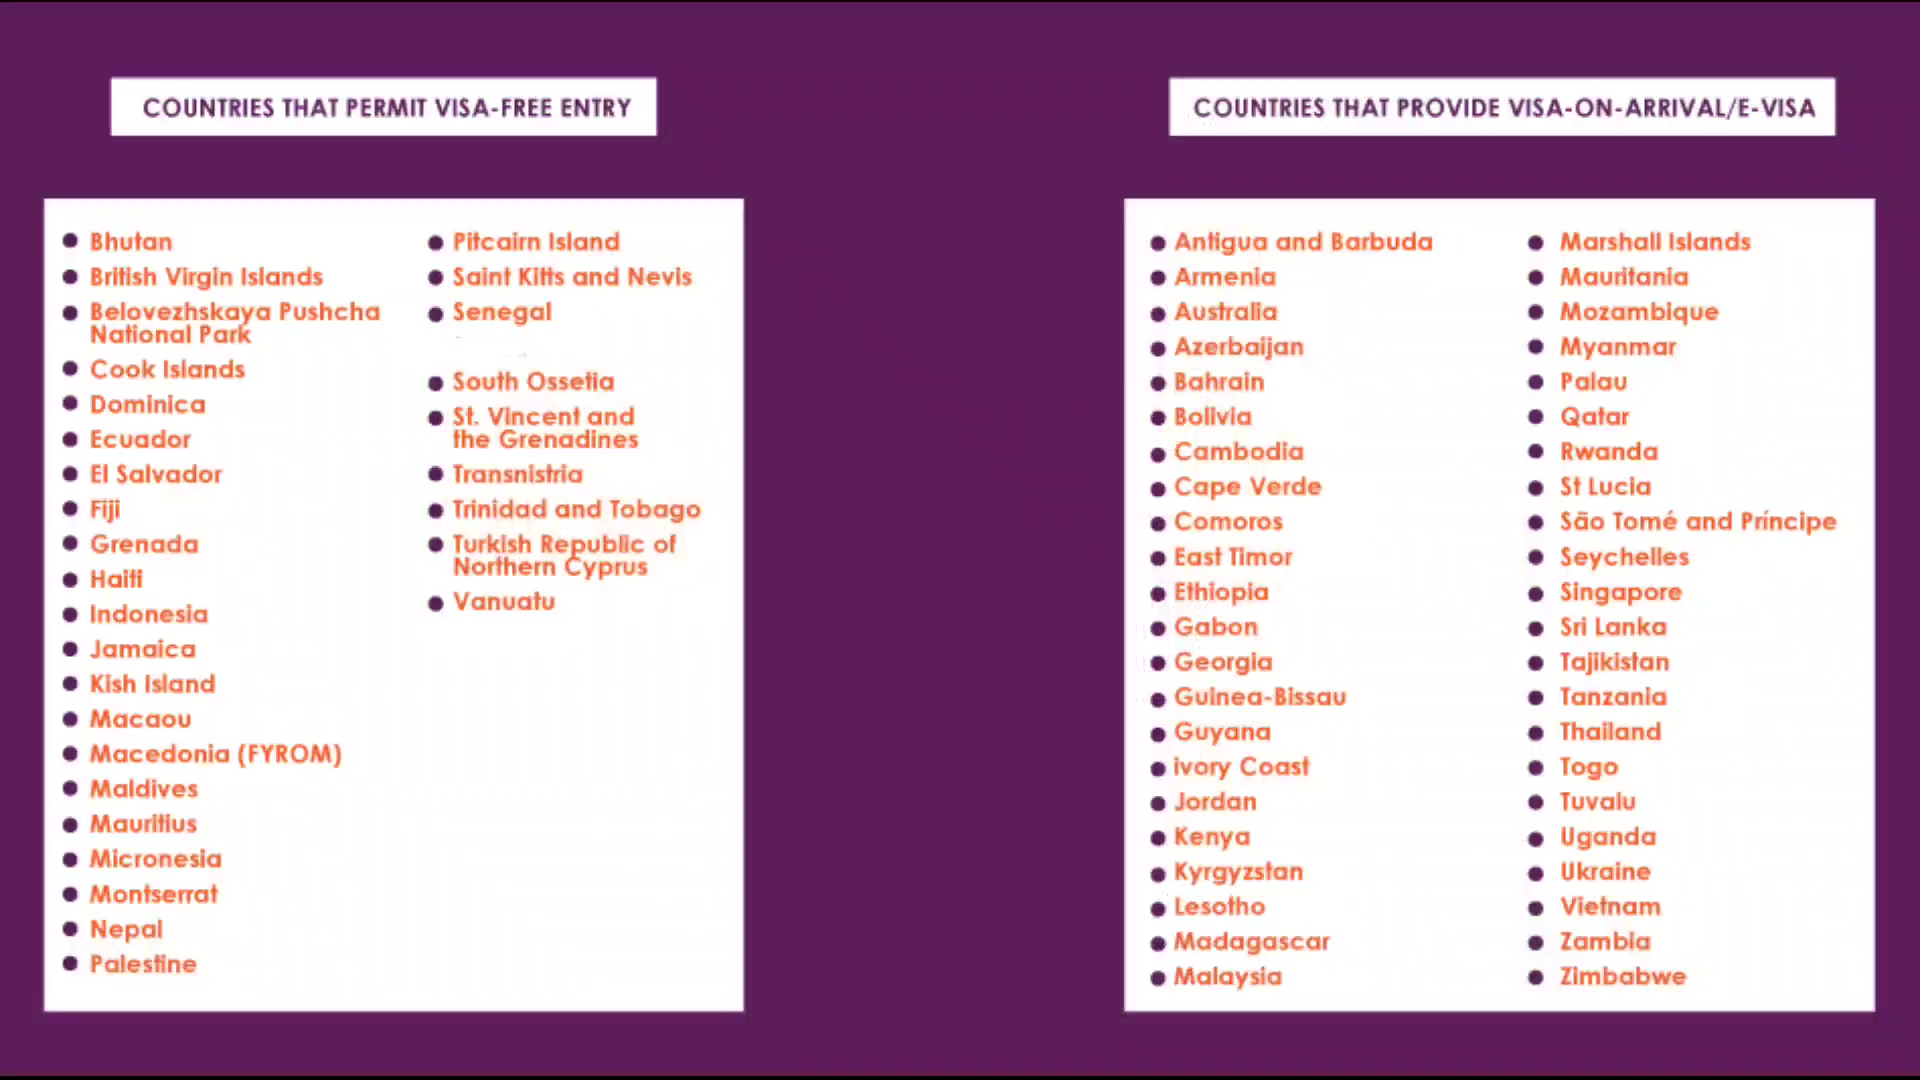 COUNTRIES THAT PERMIT VISA-FREE ENTRY
Bhutan
British Virgin Islands
Belovezhskaya Pushcha
National Park
Cook Islands
Dominica
Ecuador
El Salvador
Fiji
Grenada
Haiti
Indonesia
Jamaica
Kish Island
Macaou
Macedonia (FYROM)
Maldives
Mauritius
Micronesia
Montserrat
Nepal
Palestine
Pitcairn Island
Saint Kitts and Nevis
Senegal
South Ossetia
St. Vincent and
the Grenadines
Transnistria
Trinidad and Tobago
Turkish Republic of
Northern Cyprus
Vanuatu
COUNTRIES THAT PROVIDE VISA-ON-ARRIVAL/E-VISA
Antigua and Barbuda
Armenia
Australia
Azerbaijan
Bahrain
Bolivia
Cambodia
Cape Verde
Comoros
East Timor
Ethiopia
Gabon
Georgia
Guinea-Bissau
Guyana
ivory Coast
Jordan
Kenya
Kyrgyzstan
Lesotho
Madagascar
Malaysia
Marshall Islands
Mauritania
Mozambique
Myanmar
Palau
Qatar
Rwanda
St Lucia
São Tomé and Príncipe
Seychelles
Singapore
Sri Lanka
Tajikistan
Tanzania
Thailand
Togo
Tuvalu
Uganda
Ukraine
Vietnam
Zambia
Zimbabwe